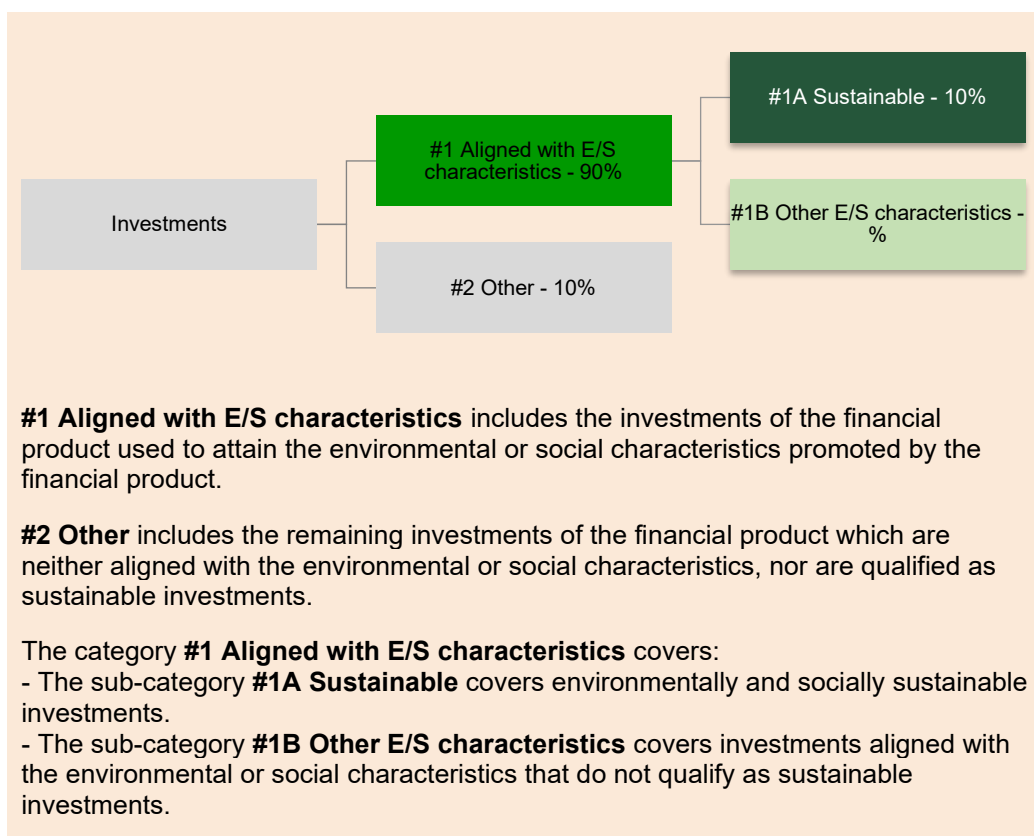 #1A Sustainable - 10%
#1 Aligned with E/S
characteristics - 90%
Investments
#1B Other E/S characteristics -
%
#2 Other - 10%
#1 Aligned with E/S characteristics includes the investments of the financial
product used to attain the environmental or social characteristics promoted by the
financial product.
#2 Other includes the remaining investments of the financial product which are
neither aligned with the environmental or social characteristics, nor are qualified as
sustainable investments.
The category #1 Aligned with E/S characteristics covers:
- The sub-category #1A Sustainable covers environmentally and socially sustainable
investments.
- The sub-category #1B Other E/S characteristics covers investments aligned with
the environmental or social characteristics that do not qualify as sustainable
investments.